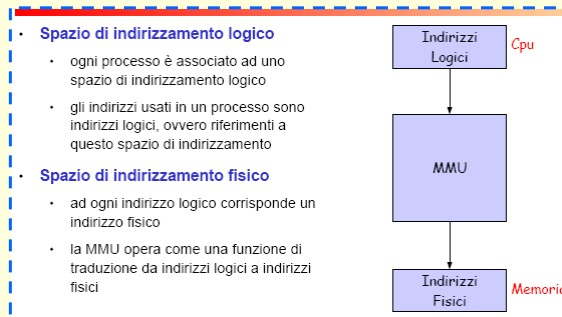 Spazio di indirizzamento logico
ogni processo è associato ad uno
spazio di indirizzamento logico
gli indirizzi usati in un processo sono
indirizzi logici, ovvero riferimenti a
questo spazio di indirizzamento
Spazio di indirizzamento fisico
ad ogni indirizzo logico corrisponde un
indirizzo fisico
la MMU opera come una funzione di
traduzione da indirizzi logici a indirizzi
fisici
Indirizzi
Logici
Cpu
MMU
Indirizzi
Fisici
Memoria